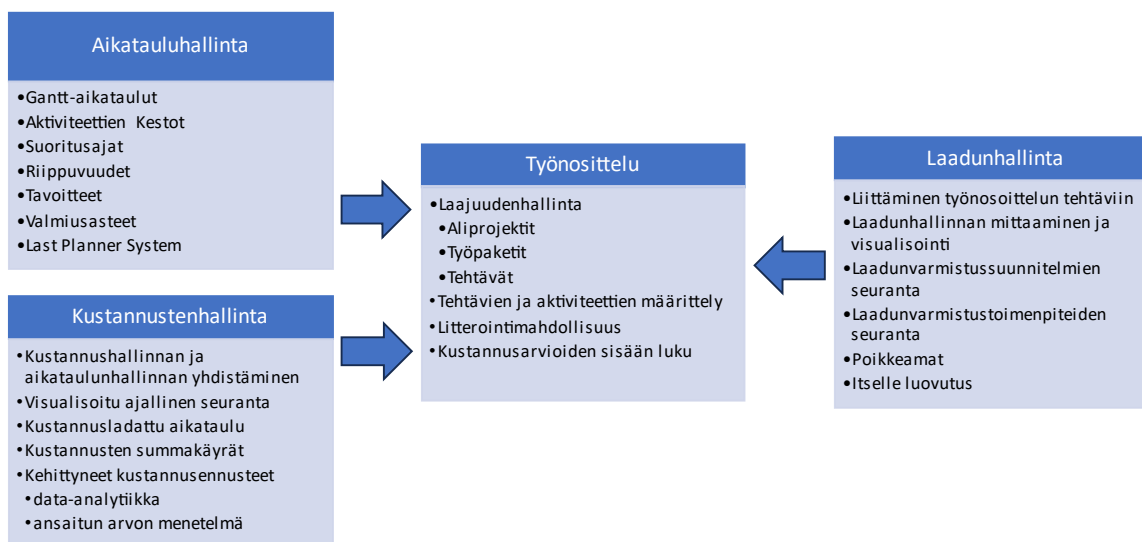 Aikatauluhallinta
•Gantt-aikataulut
•Aktiviteettien Kestot
•Suoritusajat
•Riippuvuudet
•Tavoitteet
•Valmiusasteet
•Last Planner System
Kustannustenhallinta
•Kustannushallinnan ja
aikataulunhallinnan yhdistäminen
•Visualisoitu ajallinen seuranta
•Kustannusladattu aikataulu
•Kustannusten summakäyrät
•Kehittyneet kustannusennusteet
•data-analytiikka
•ansaitun arvon menetelmä
Työnosittelu
•Laajuudenhallinta
•Aliprojektit
•Työpaketit
•Tehtävät
•Tehtävien ja aktiviteettien määrittely
•Litterointimahdollisuus
•Kustannusarvioiden sisään luku
Laadunhallinta
•Liittäminen työnosoittelun tehtäviin
•Laadunhallinnan mittaaminen ja
visualisointi
•Laadunvarmistussuunnitelmien
seuranta
•Laadunvarmistustoimenpiteiden
seuranta
•Poikkeamat
•Itselle luovutus